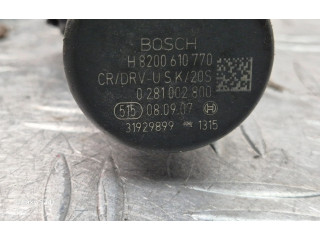 BOSCH
H 8200 610 770
CR/DRV-U S K/20S
0 281 002 800
515 08.09.07
31929899 1315